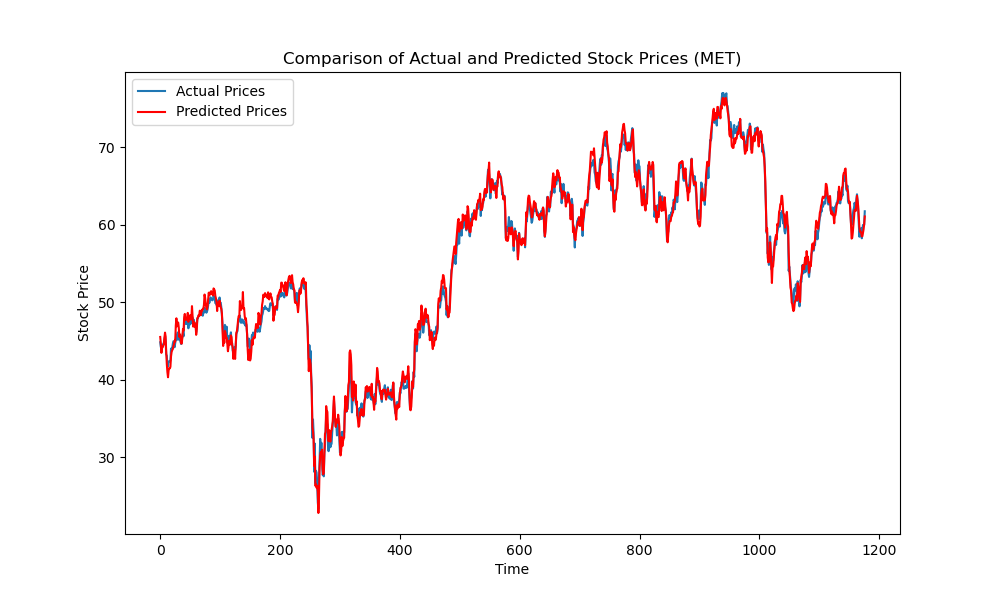 Comparison of Actual and Predicted Stock Prices (MET)
Actual Prices
Predicted Prices
70
60
50
40
30
Stock Price
0 200 400 600 800 1000 1200
Time